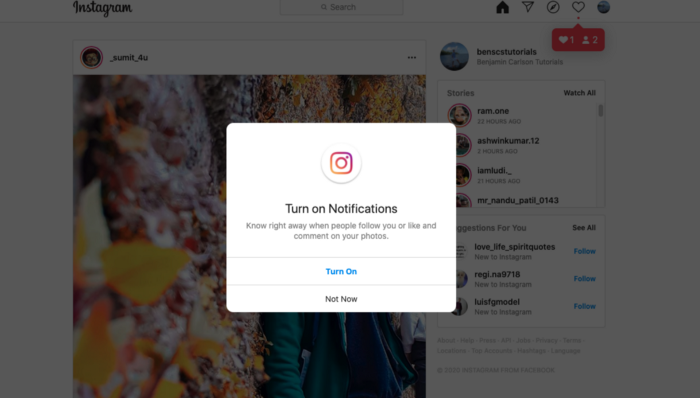 Instagram
Search
1 2
_sumit_4u
benscstutorials
Benjamin Carlson Tutorials
Stories
Watch All
ram.one
22 HOURS AGO
ashwinkumar.12
2 HOURS AGO
iamludi._
21 HOURS AGO
mr_nandu_patil_0143
Turn on Notifications
Know right away when people follow you or like and
comment on your photos.
Turn On
Not Now
ggestions For You
See All
love_life_spiritquotes
New to Instagram
Follow
regi.na9718
New to Instagram
Follow
luisfgmodel
New to Instagram
Follow
About · Help · Press · API · Jobs · Privacy · Terms ·
Locations · Top Accounts · Hashtags · Language
© 2020 INSTAGRAM FROM FACEBOOK